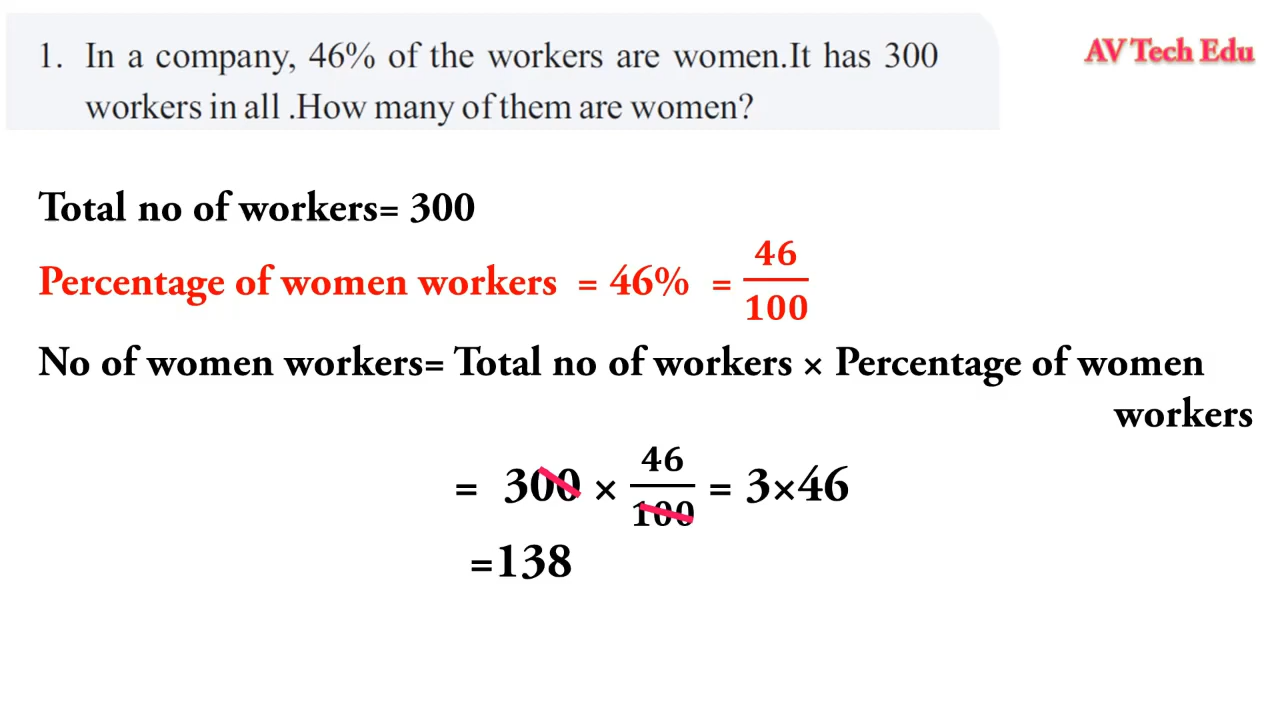 1. In a company, 46% of the workers are women.It has 300
workers in all .How many of them are women?
AV Tech Edu
Total no of workers= 300
Percentage of women workers = 46% = 46/100
No of women workers= Total no of workers × Percentage of women
workers
= 300 × 46/100 = 3×46
=138